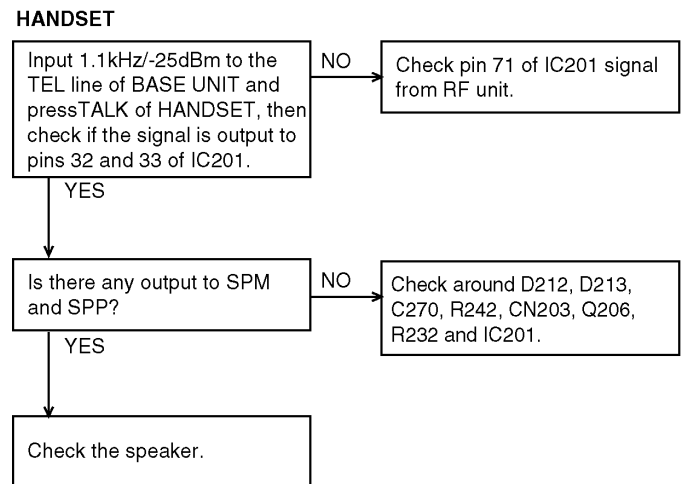 HANDSET
Input 1.1kHz/-25dBm to the
TEL line of BASE UNIT and
pressTALK of HANDSET, then
check if the signal is output to
pins 32 and 33 of IC201.
NO
Check pin 71 of IC201 signal
from RF unit.
YES
Is there any output to SPM
and SPP?
NO
Check around D212, D213,
C270, R242, CN203, Q206,
R232 and IC201.
YES
Check the speaker.